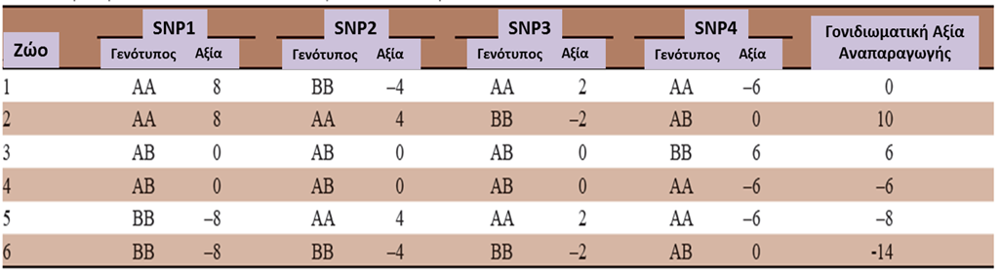 Ζώο SNP1 SNP2 SNP3 SNP4 Γονιδιωματική Αξία Αναπαραγωγής
Γενότυπος Αξία Γενότυπος Αξία Γενότυπος Αξία Γενότυπος Αξία
1 AA 8 BB –4 AA 2 AA –6 0
2 AA 8 AA 4 BB –2 AB 0 10
3 AB 0 AB 0 AB 0 BB 6 6
4 AB 0 AB 0 AB 0 AA –6 –6
5 BB –8 AA 4 AA 2 AA –6 –8
6 BB –8 BB –4 BB –2 AB 0 -14